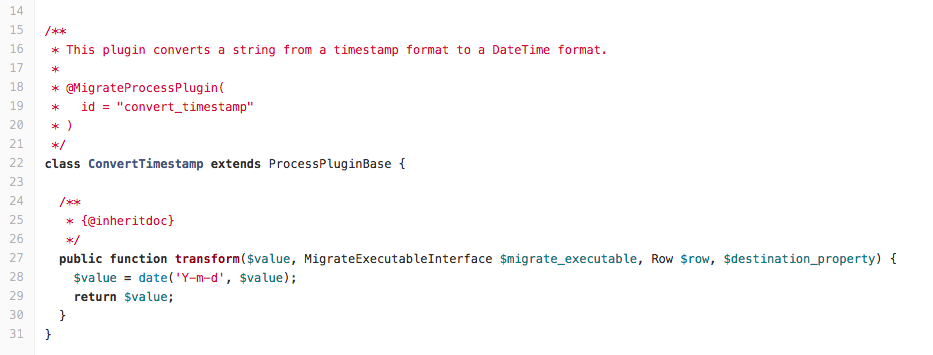 14
15 /**
16  * This plugin converts a string from a timestamp format to a DateTime format.
17  *
18  * @MigrateProcessPlugin(
19  *   id = "convert_timestamp"
20  * )
21  */
22 class ConvertTimestamp extends ProcessPluginBase {
23
24   /**
25    * {@inheritdoc}
26    */
27   public function transform($value, MigrateExecutableInterface $migrate_executable, Row $row, $destination_property) {
28     $value = date('Y-m-d', $value);
29     return $value;
30   }
31 }